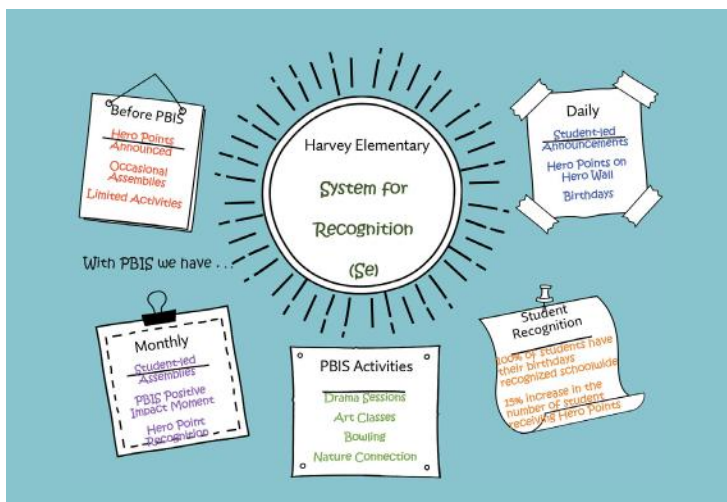 Before PBIS
Hero Points
Announced
Occasional
Assemblies
Limited Activities
Harvey Elementary
System for
Recognition
(Se)
Daily
Student-led
Announcements
Hero Points on
Hero Wall
Birthdays
With PBIS we have . . .
Monthly
Student-led
Assemblies
PBIS Positive
Impact Moment
Hero Point
Recognition
PBIS Activities
Drama Sessions
Art Classes
Bowling
Nature Connection
Student
Recognition
100% of students have
their birthdays
recognized schoolwide
15% increase in the
number of student
receiving Hero Points